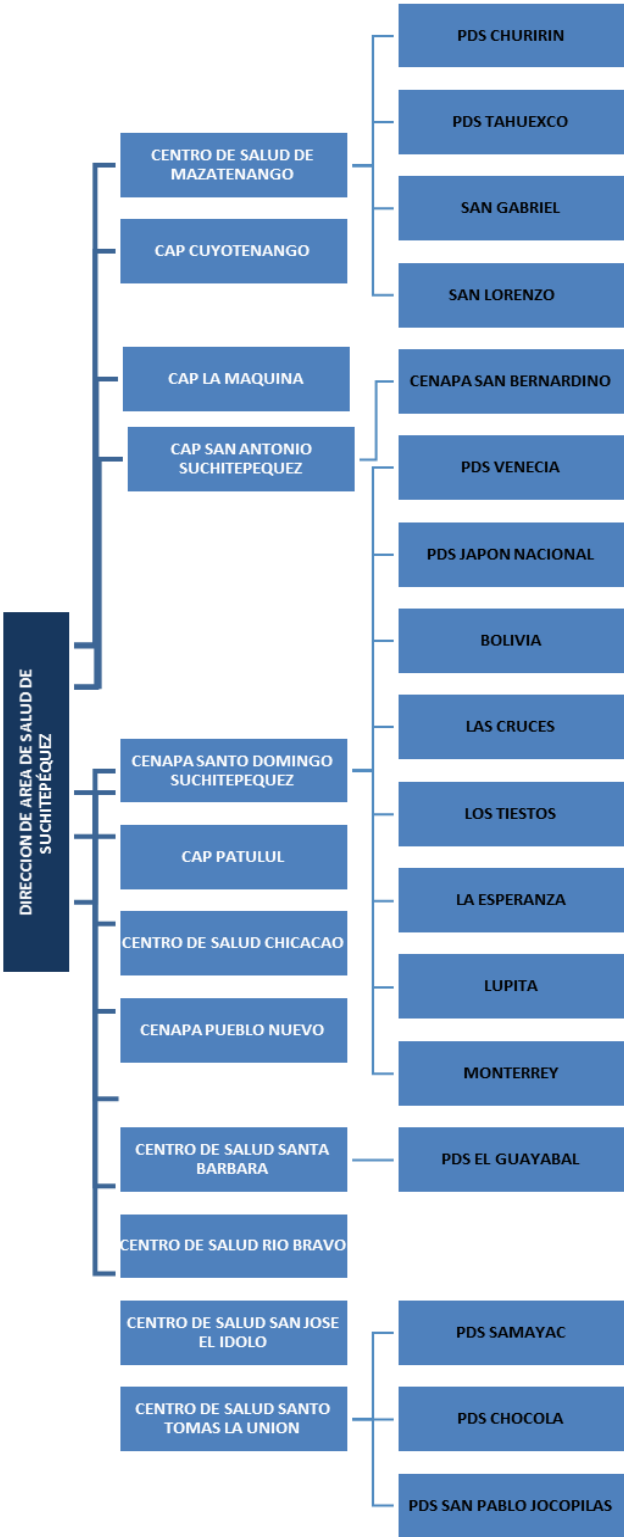 DIRECCION DE AREA DE SALUD DE
SUCHITEPÉQUEZ
CENTRO DE SALUD DE
MAZATENANGO
CAP CUYOTENANGO
CAP LA MAQUINA
CAP SAN ANTONIO
SUCHITEPEQUEZ
CENAPA SANTO DOMINGO
SUCHITEPEQUEZ
CAP PATULUL
CENTRO DE SALUD CHICACAO
CENAPA PUEBLO NUEVO
CENTRO DE SALUD SANTA
BARBARA
CENTRO DE SALUD RIO BRAVO
CENTRO DE SALUD SAN JOSE
EL IDOLO
CENTRO DE SALUD SANTO
TOMAS LA UNION
PDS CHURIRIN
PDS TAHUEXCO
SAN GABRIEL
SAN LORENZO
CENAPA SAN BERNARDINO
PDS VENECIA
PDS JAPON NACIONAL
BOLIVIA
LAS CRUCES
LOS TIESTOS
LA ESPERANZA
LUPITA
MONTERREY
PDS EL GUAYABAL
PDS SAMAYAC
PDS CHOCOLA
PDS SAN PABLO JOCOPILAS